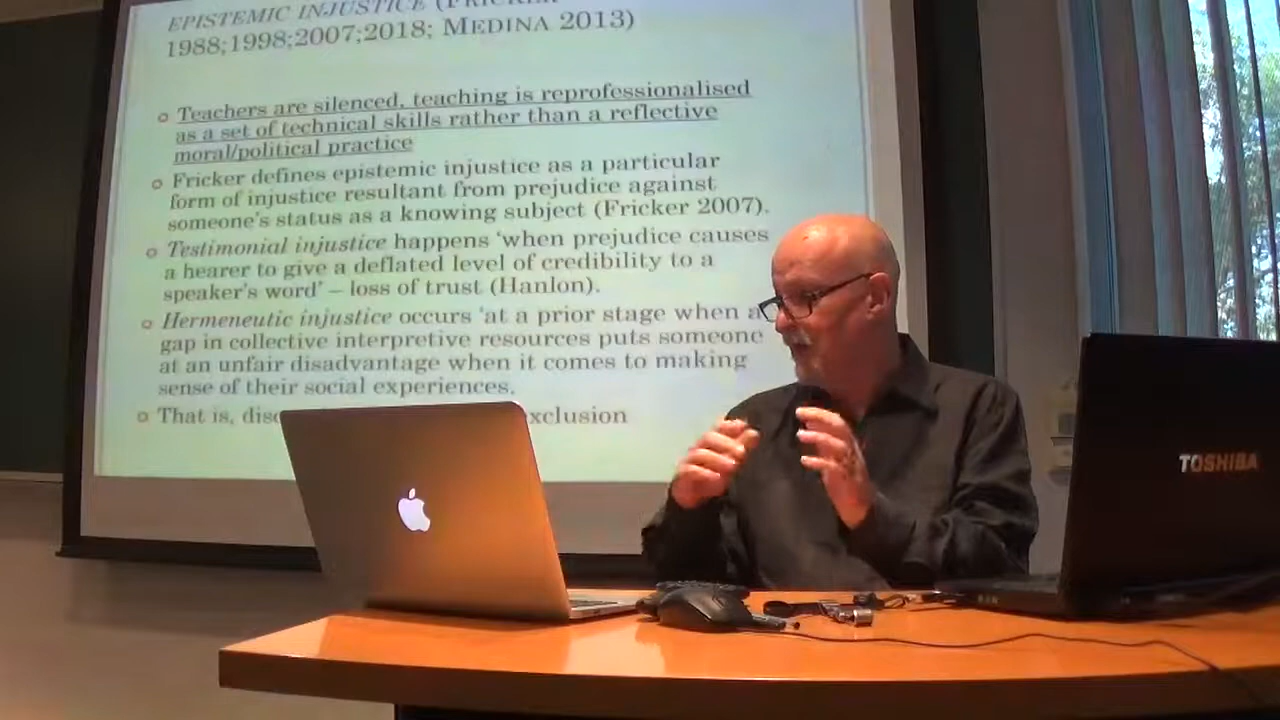 EPISTEMIC INJUSTICE (FRICKER
1988;1998;2007;2018; MEDINA 2013)
Teachers are silenced, teaching is reprofessionalised
as a set of technical skills rather than a reflective
moral/political practice
Fricker defines epistemic injustice as a particular
form of injustice resultant from prejudice against
someone's status as a knowing subject (Fricker 2007).
Testimonial injustice happens 'when prejudice causes
a hearer to give a deflated level of credibility to a
speaker's word' – loss of trust (Hanlon).
Hermeneutic injustice occurs 'at a prior stage when a
gap in collective interpretive resources puts someone
at an unfair disadvantage when it comes to making
sense of their social experiences.
That is, exclusion
TOSHIBA